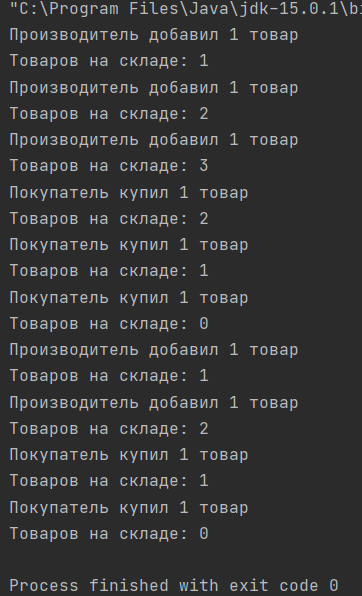 "C:\Program Files\Java\jdk-15.0.1\bi
Производитель добавил 1 товар
Товаров на складе: 1
Производитель добавил 1 товар
Товаров на складе: 2
Производитель добавил 1 товар
Товаров на складе: 3
Покупатель купил 1 товар
Товаров на складе: 2
Покупатель купил 1 товар
Товаров на складе: 1
Покупатель купил 1 товар
Товаров на складе: 0
Производитель добавил 1 товар
Товаров на складе: 1
Производитель добавил 1 товар
Товаров на складе: 2
Покупатель купил 1 товар
Товаров на складе: 1
Покупатель купил 1 товар
Товаров на складе: 0
Process finished with exit code 0